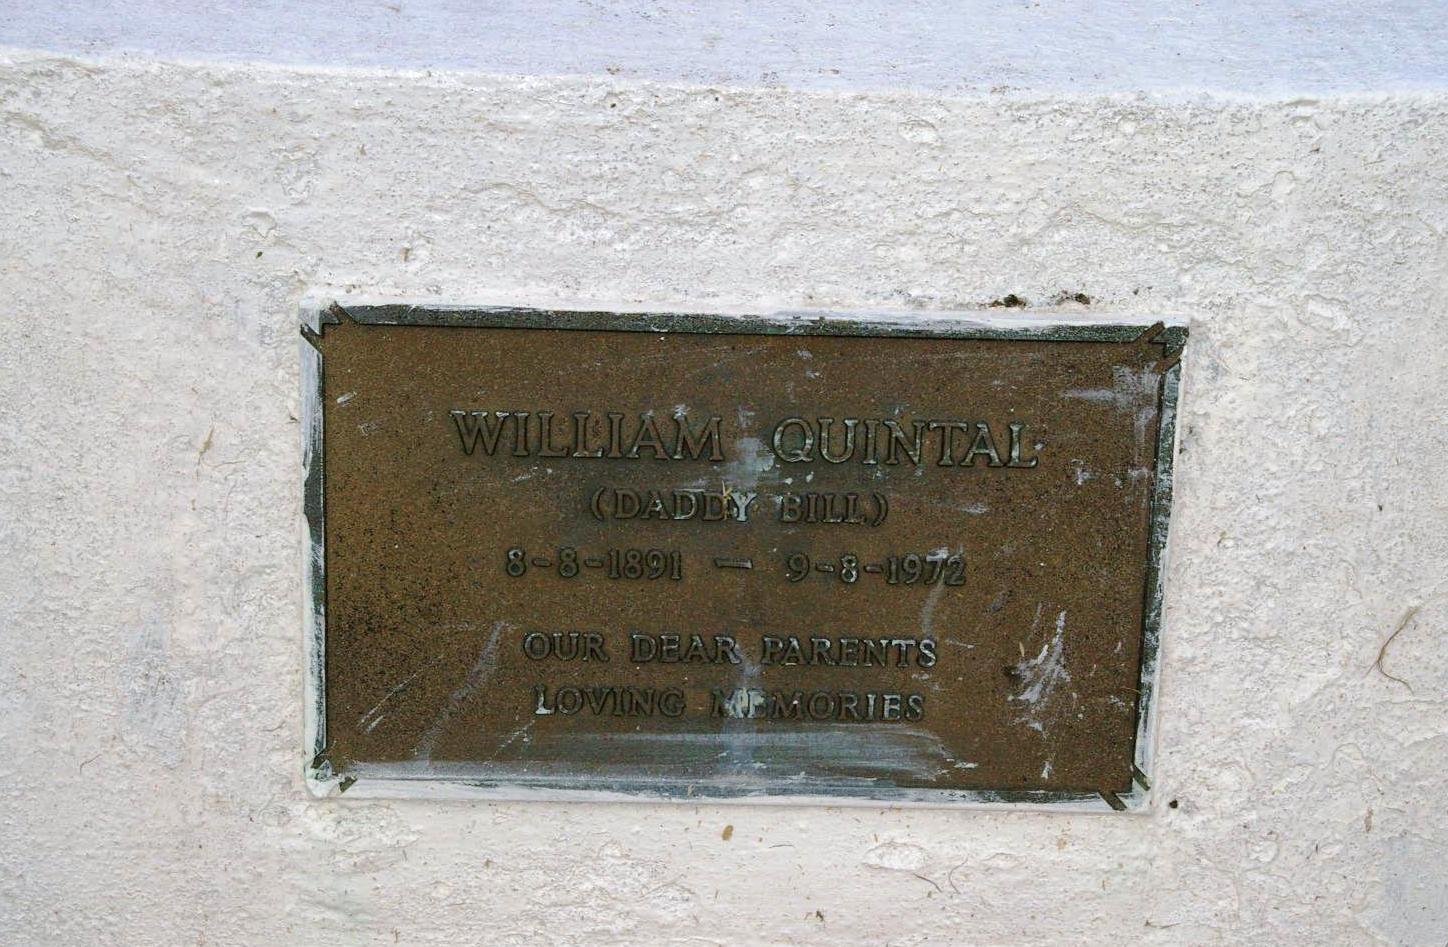 WILLIAM QUINTAL
(DADDY BILL)
8-8-1891 — 9-8-1972
OUR DEAR PARENTS
LOVING MEMORIES